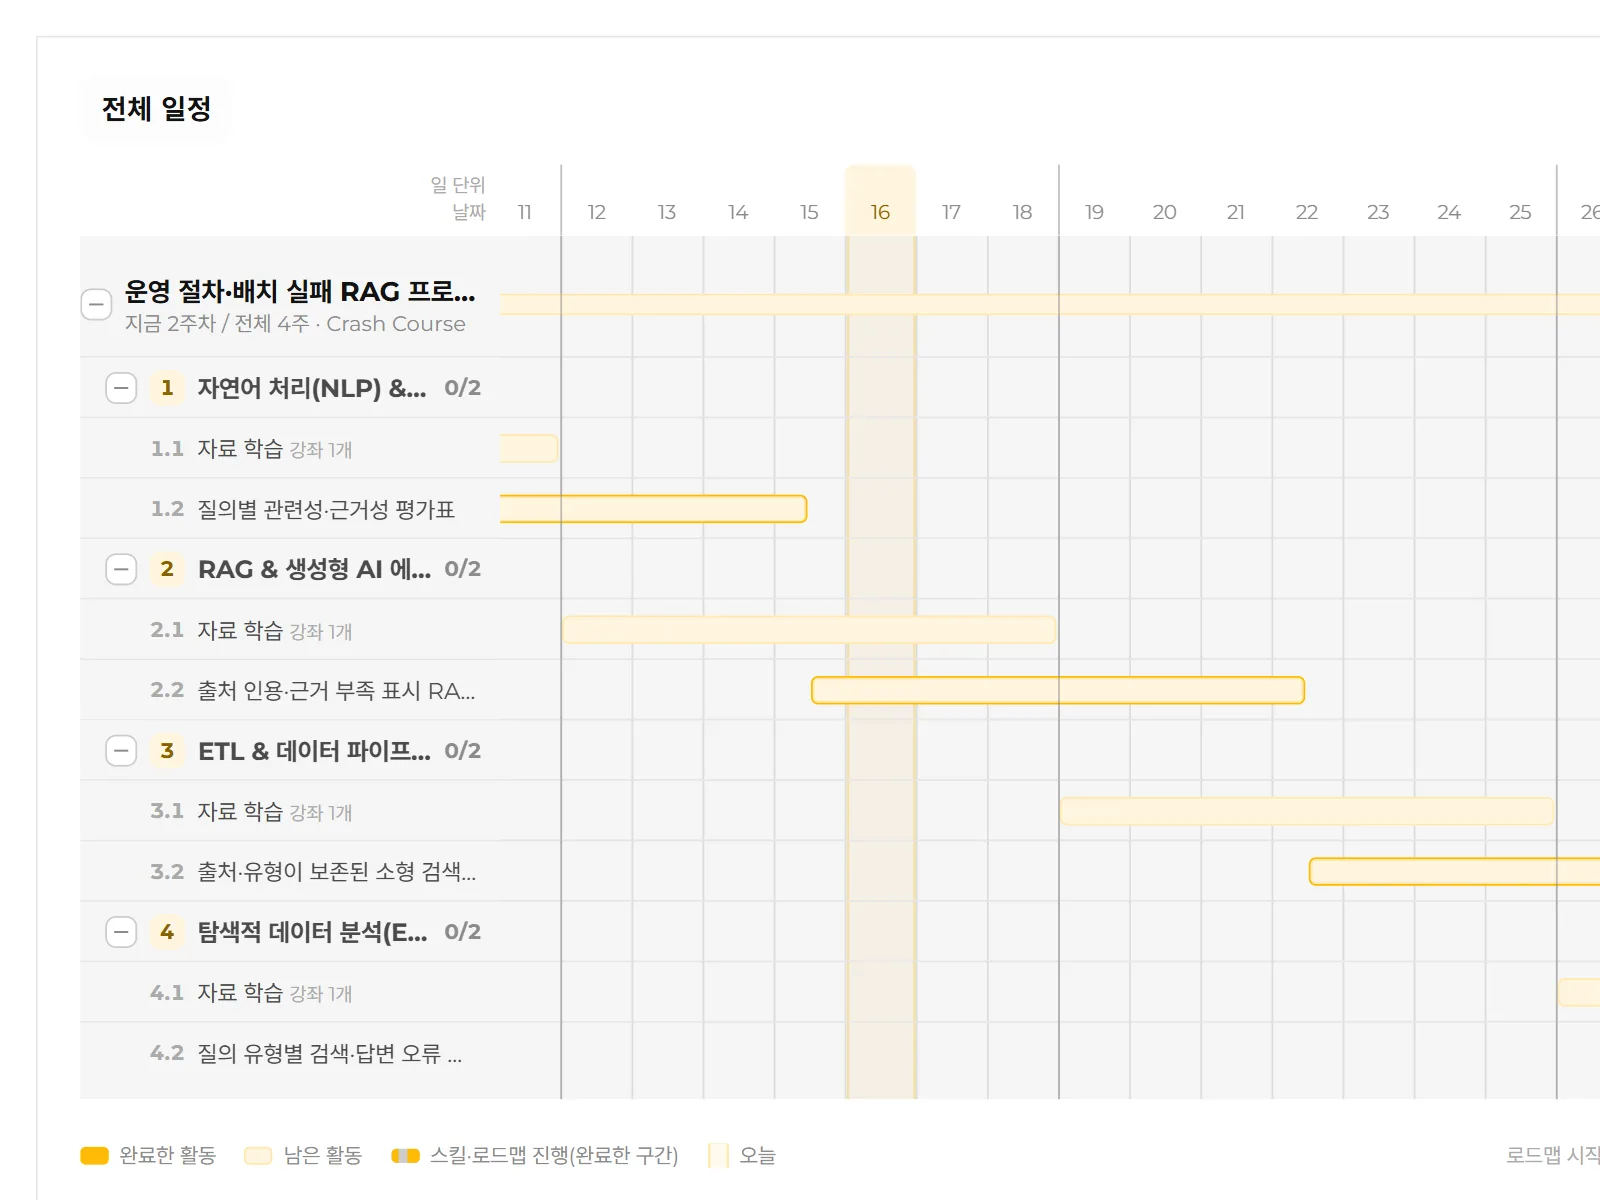 전체 일정
일 단위
날짜 11 12 13 14 15 16 17 18 19 20 21 22 23 24 25 26
운영 절차·배치 실패 RAG 프로...
지금 2주차 / 전체 4주 · Crash Course
1 자연어 처리(NLP) &... 0/2
1.1 자료 학습 강좌 1개
1.2 질의별 관련성·근거성 평가표
2 RAG & 생성형 AI 에... 0/2
2.1 자료 학습 강좌 1개
2.2 출처 인용·근거 부족 표시 RA...
3 ETL & 데이터 파이프... 0/2
3.1 자료 학습 강좌 1개
3.2 출처·유형이 보존된 소형 검색...
4 탐색적 데이터 분석(E... 0/2
4.1 자료 학습 강좌 1개
4.2 질의 유형별 검색·답변 오류 ...
완료한 활동 남은 활동 스킬·로드맵 진행(완료한 구간) 오늘 로드맵 시작